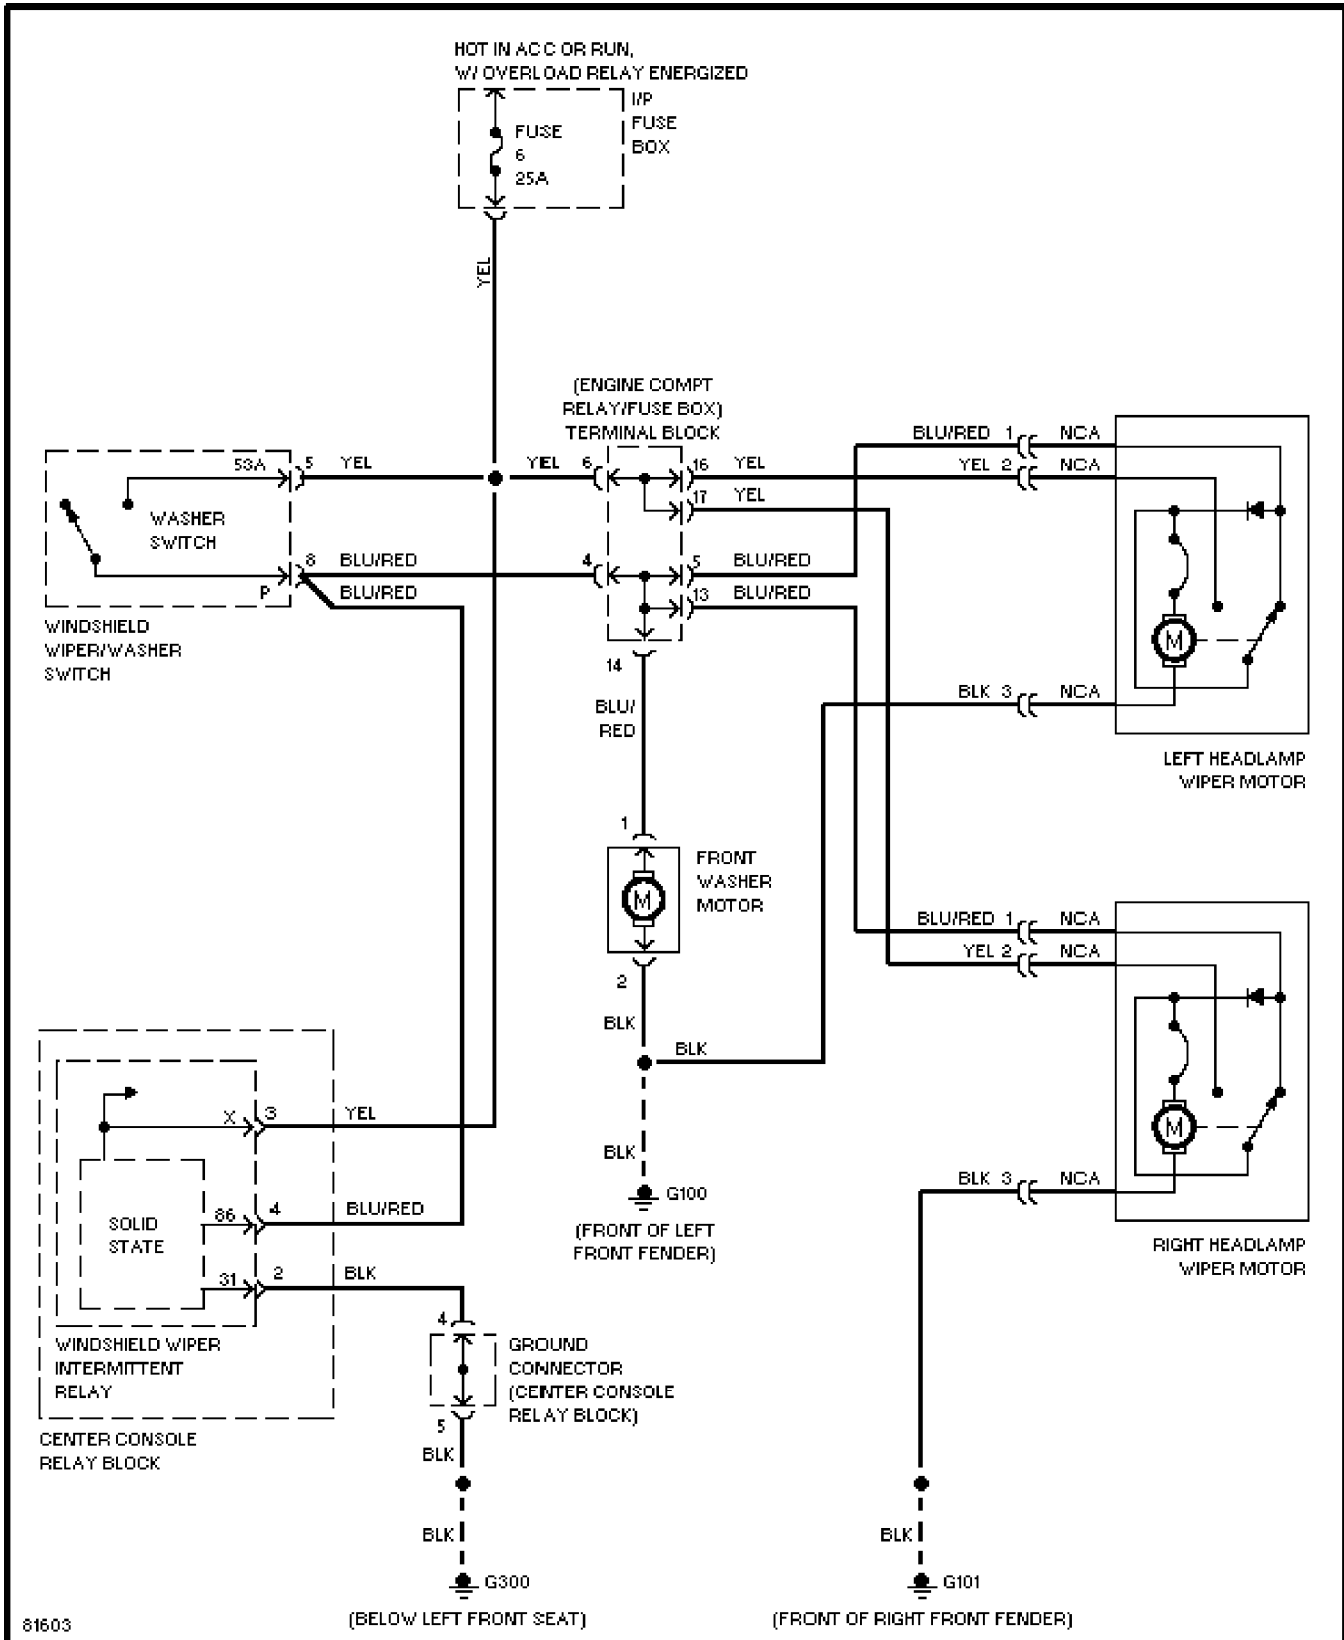 HOT IN ACC OR RUN,
W/ OVERLOAD RELAY ENERGIZED
I/P
FUSE
BOX
FUSE
6
25A
YEL
(ENGINE COMPT
RELAY/FUSE BOX)
TERMINAL BLOCK
BLU/RED 1 NCA
53A 5 YEL YEL 6 16 YEL YEL 2 NCA
17 YEL
WASHER
SWITCH
8 BLU/RED 4 5 BLU/RED
P BLU/RED 13 BLU/RED
WINDSHIELD
WIPER/WASHER
SWITCH
M
14
BLK 3 NCA
BLU/
RED
LEFT HEADLAMP
WIPER MOTOR
1
FRONT
WASHER
MOTOR
M
BLU/RED 1 NCA
YEL 2 NCA
2
BLK
BLK
X 3 YEL
M
BLK
BLK 3 NCA
G100
86 4 BLU/RED
SOLID
STATE
(FRONT OF LEFT
FRONT FENDER)
RIGHT HEADLAMP
WIPER MOTOR
31 2 BLK
4
WINDSHIELD WIPER
INTERMITTENT
RELAY
GROUND
CONNECTOR
(CENTER CONSOLE
RELAY BLOCK)
5
CENTER CONSOLE
RELAY BLOCK
BLK
BLK
BLK
G300
G101
(BELOW LEFT FRONT SEAT)
(FRONT OF RIGHT FRONT FENDER)
81603